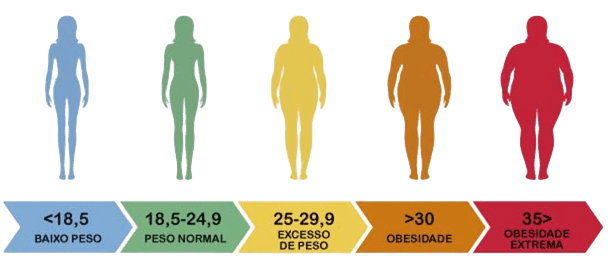 <18,5
BAIXO PESO
18,5-24,9
PESO NORMAL
25-29,9
EXCESSO
DE PESO
>30
OBESIDADE
35>
OBESIDADE
EXTREMA